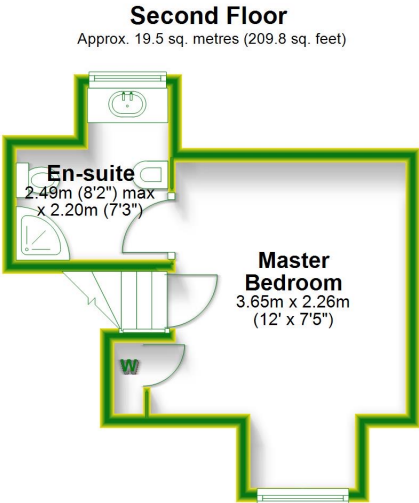 Second Floor
Approx. 19.5 sq. metres (209.8 sq. feet)
En-suite
2.49m (8'2") max
x 2.20m (7'3")
Master
Bedroom
3.65m x 2.26m
(12' x 7'5")
W